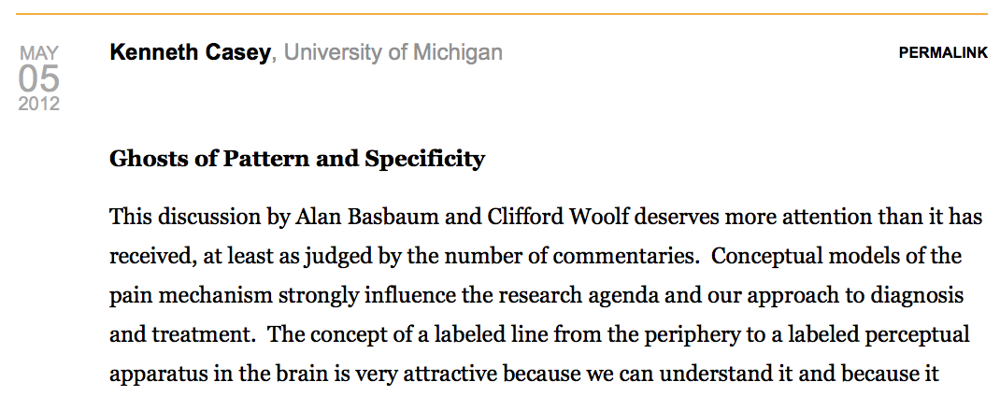 MAY
05
2012
Kenneth Casey, University of Michigan
PERMALINK
Ghosts of Pattern and Specificity
This discussion by Alan Basbaum and Clifford Woolf deserves more attention than it has
received, at least as judged by the number of commentaries.  Conceptual models of the
pain mechanism strongly influence the research agenda and our approach to diagnosis
and treatment.  The concept of a labeled line from the periphery to a labeled perceptual
apparatus in the brain is very attractive because we can understand it and because it